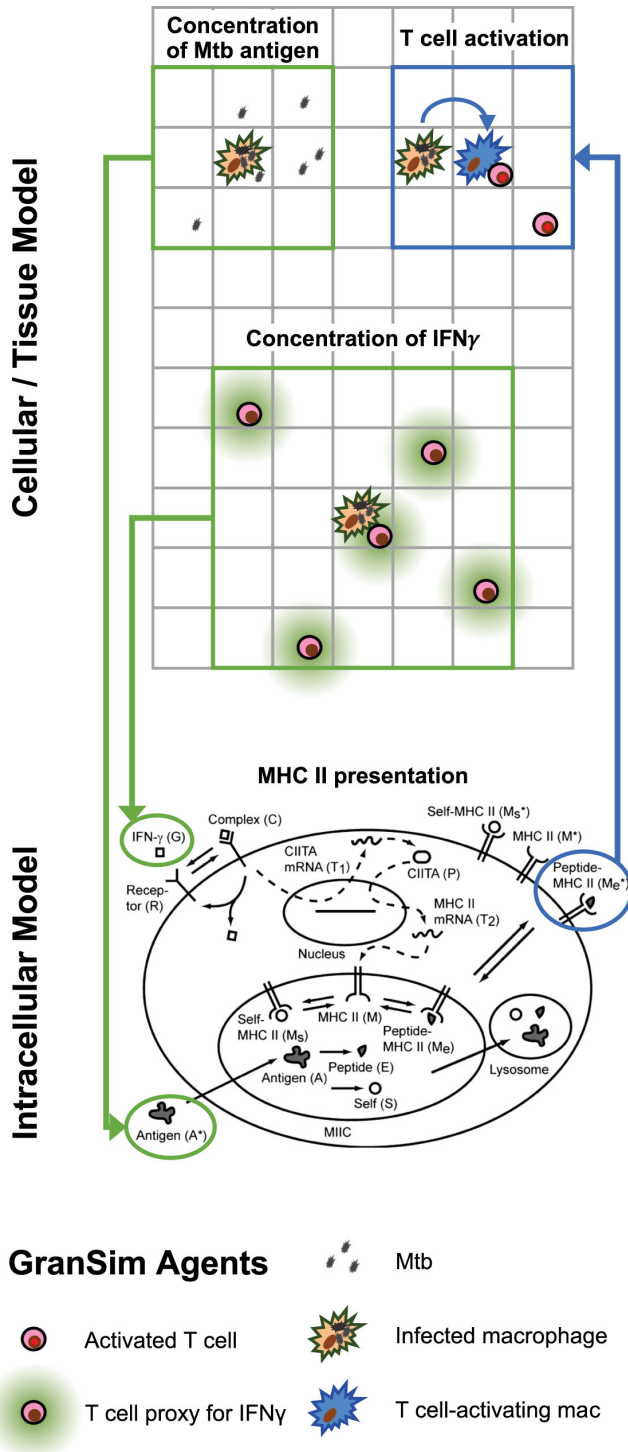 Concentration
of Mtb antigen
T cell activation
Cellular / Tissue Model
Concentration of IFNγ
MHC II presentation
Intracellular Model
IFN-γ (G)
Complex (C)
Recep-
tor (R)
CIITA
mRNA (T1)
CIITA (P)
Self-MHC II (Ms*)
MHC II (M*)
Peptide-
MHC II (Me*)
MHC II
mRNA (T2)
Nucleus
Self-
MHC II (Ms)
MHC II (M)
Peptide-
MHC II (Me)
Antigen (A)
Peptide (E)
Self (S)
Lysosome
Antigen (A*)
MIIC
GranSim Agents
Mtb
Activated T cell
Infected macrophage
T cell proxy for IFNγ
T cell-activating mac